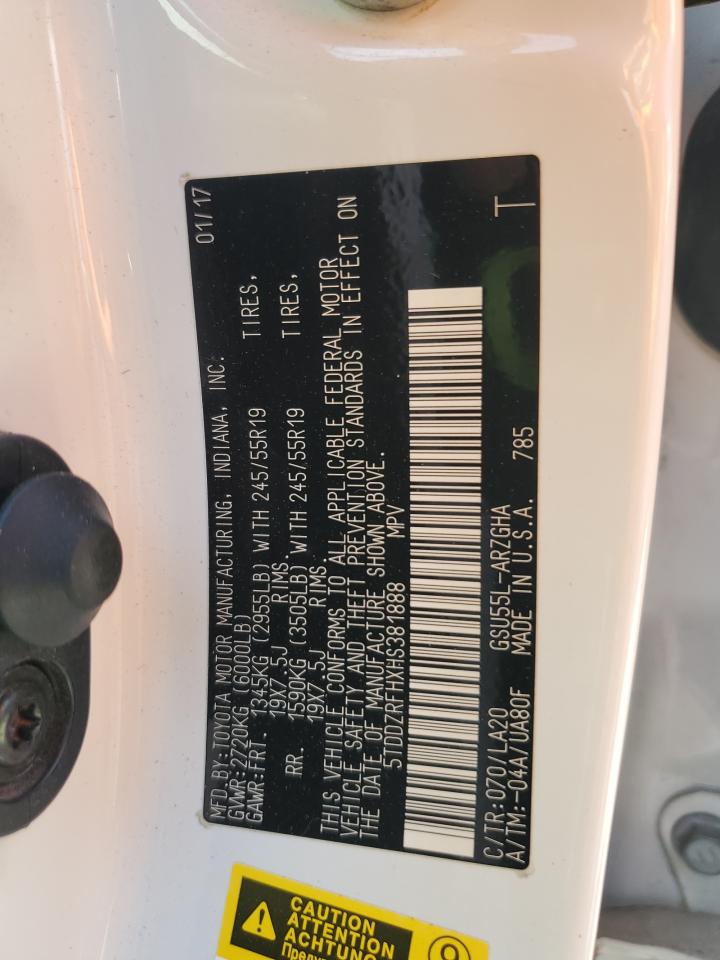 01/17
MFD.BY:TOYOTA MOTOR MANUFACTURING, INDIANA, INC.
GVWR:2720KG (6000LB)
GAWR:FRT. 1345KG (2955LB) WITH 245/55R19 TIRES,
19X7.5J RIMS.
RR. 1590KG (3505LB) WITH 245/55R19 TIRES,
19X7.5J RIMS.
THIS VEHICLE CONFORMS TO ALL APPLICABLE FEDERAL MOTOR
VEHICLE SAFETY AND THEFT PREVENTION STANDARDS IN EFFECT ON
THE DATE OF MANUFACTURE SHOWN ABOVE.
5TDDZRFHXHS381888 MPV
C/TR:070/LA20 GSU55L-ARZGHA
A/TM:-04A/UA80F MADE IN U.S.A. 785 T
CAUTION
ATTENTION
ACHTUNG